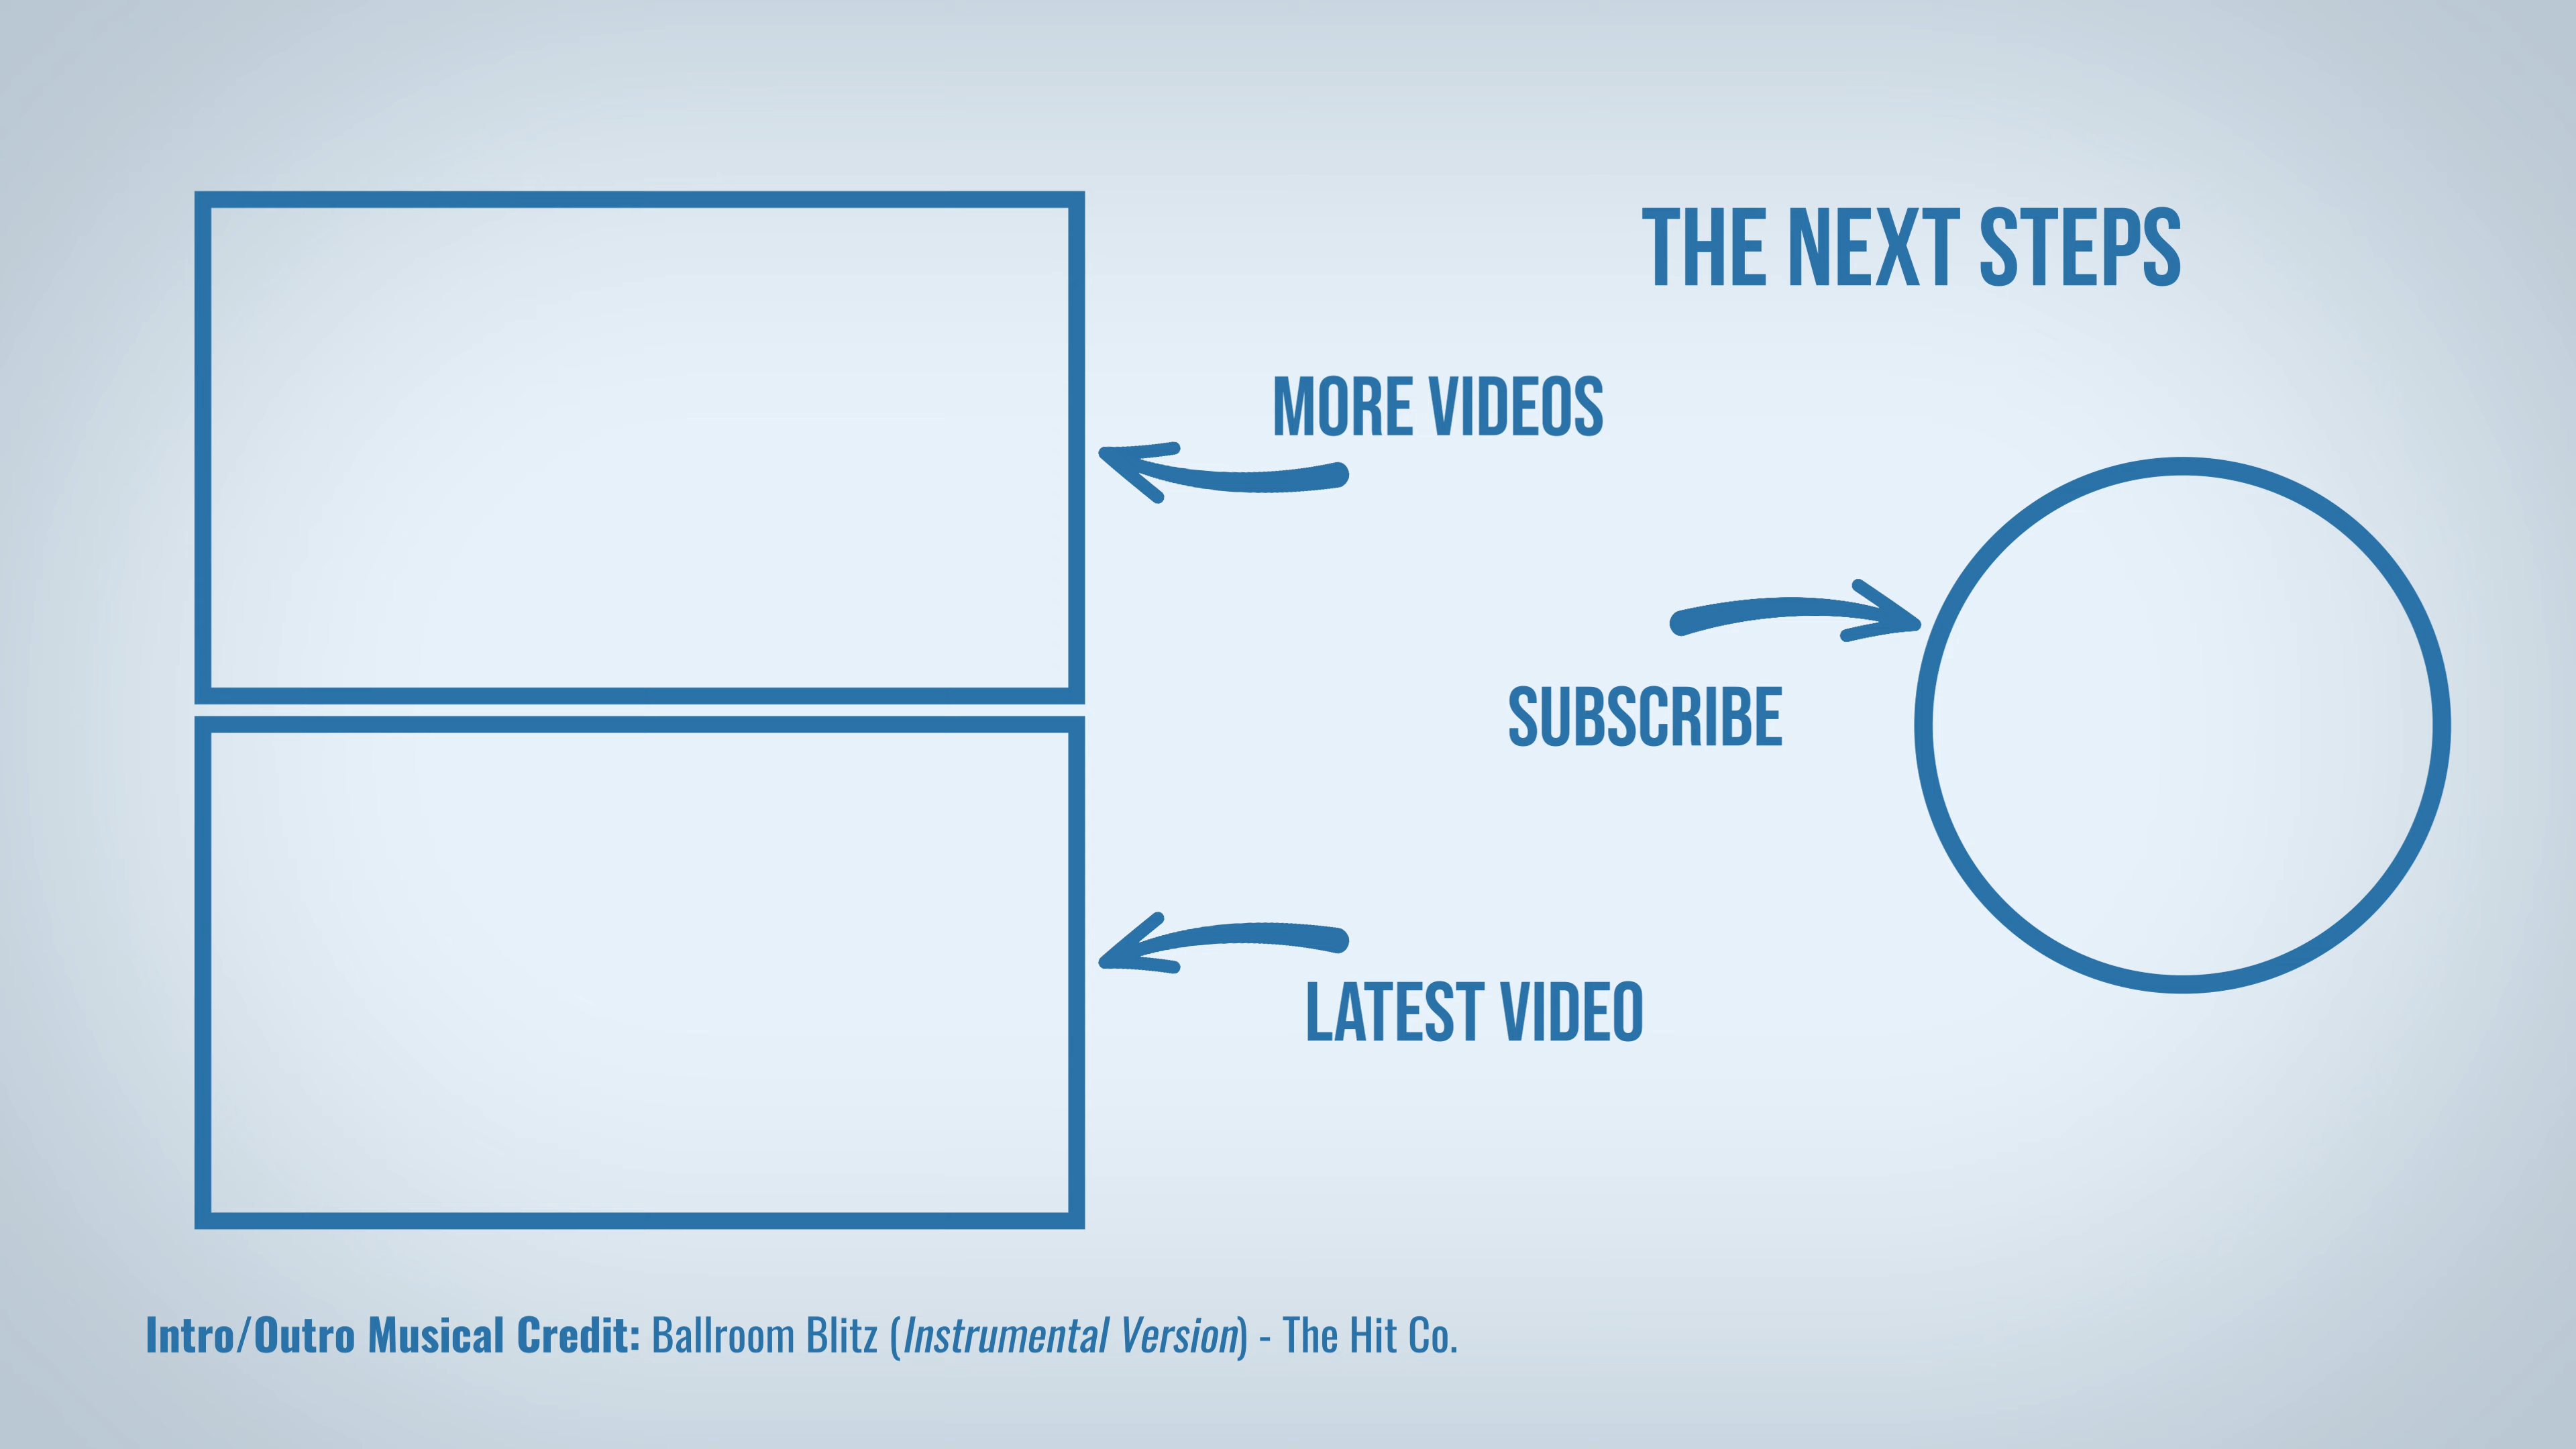 THE NEXT STEPS
MORE VIDEOS
SUBSCRIBE
LATEST VIDEO
Intro/Outro Musical Credit: Ballroom Blitz (Instrumental Version) - The Hit Co.